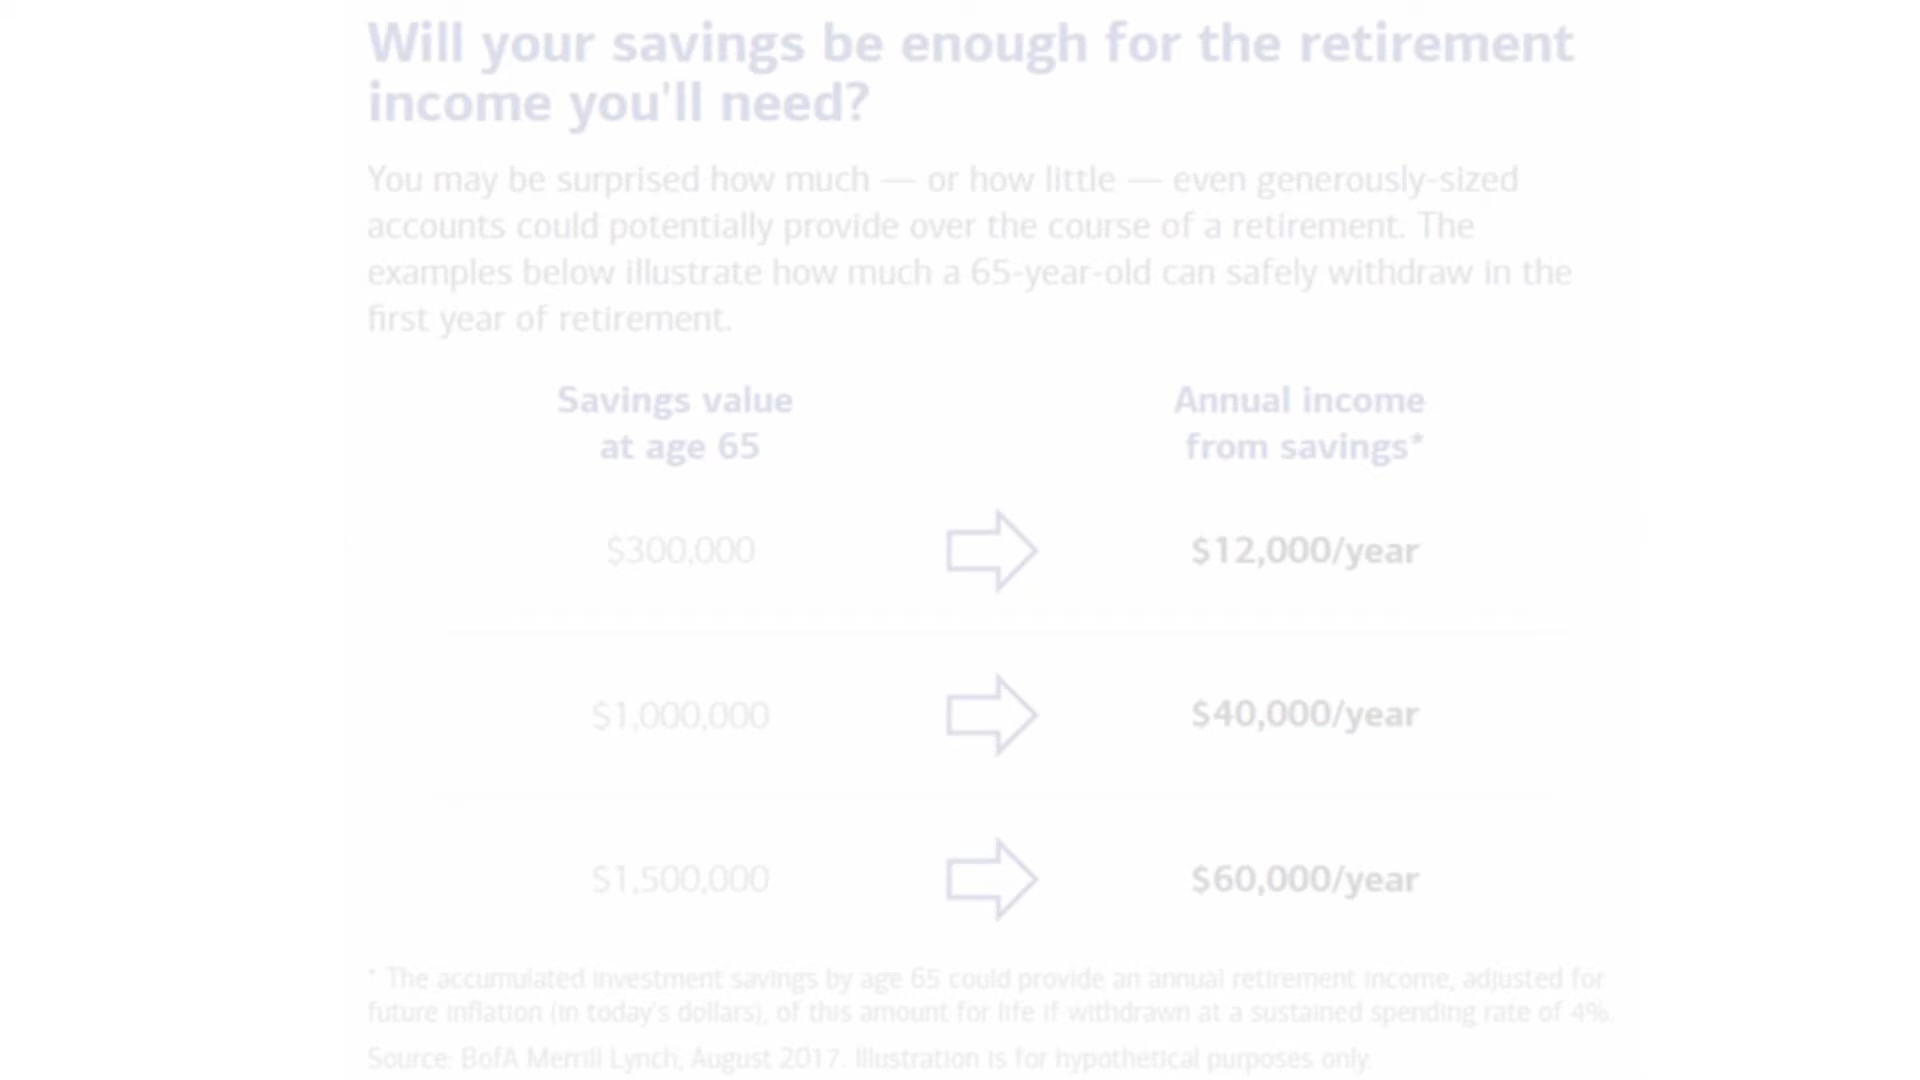 Will your savings be enough for the retirement
income you'll need?
You may be surprised how much — or how little — even generously-sized
accounts could potentially provide over the course of a retirement. The
examples below illustrate how much a 65-year-old can safely withdraw in the
first year of retirement.
Savings value
at age 65
Annual income
from savings*
$300,000
$12,000/year
$1,000,000
$40,000/year
$1,500,000
$60,000/year
* The accumulated investment savings by age 65 could provide an annual retirement income, adjusted for
future inflation (in today's dollars), of this amount for life if withdrawn at a sustained spending rate of 4%.
Source: BofA Merrill Lynch, August 2017. Illustration is for hypothetical purposes only.